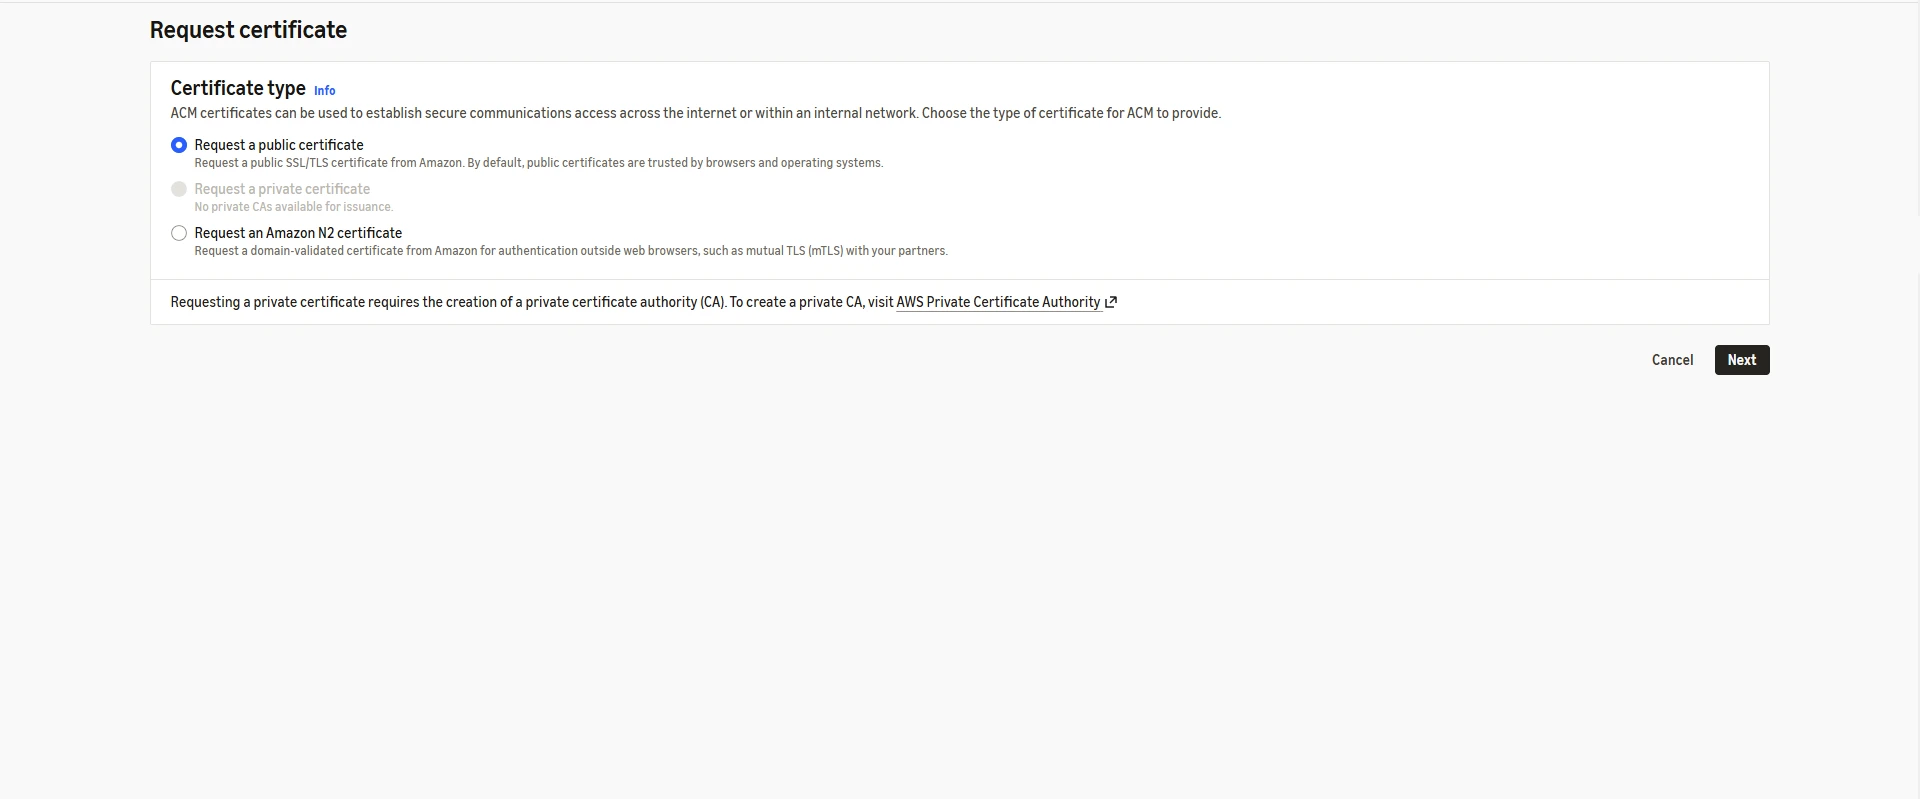 Request certificate
Certificate type Info
ACM certificates can be used to establish secure communications access across the internet or within an internal network. Choose the type of certificate for ACM to provide.
Request a public certificate
Request a public SSL/TLS certificate from Amazon. By default, public certificates are trusted by browsers and operating systems.
Request a private certificate
No private CAs available for issuance.
Request an Amazon N2 certificate
Request a domain-validated certificate from Amazon for authentication outside web browsers, such as mutual TLS (mTLS) with your partners.
Requesting a private certificate requires the creation of a private certificate authority (CA). To create a private CA, visit AWS Private Certificate Authority
Cancel Next